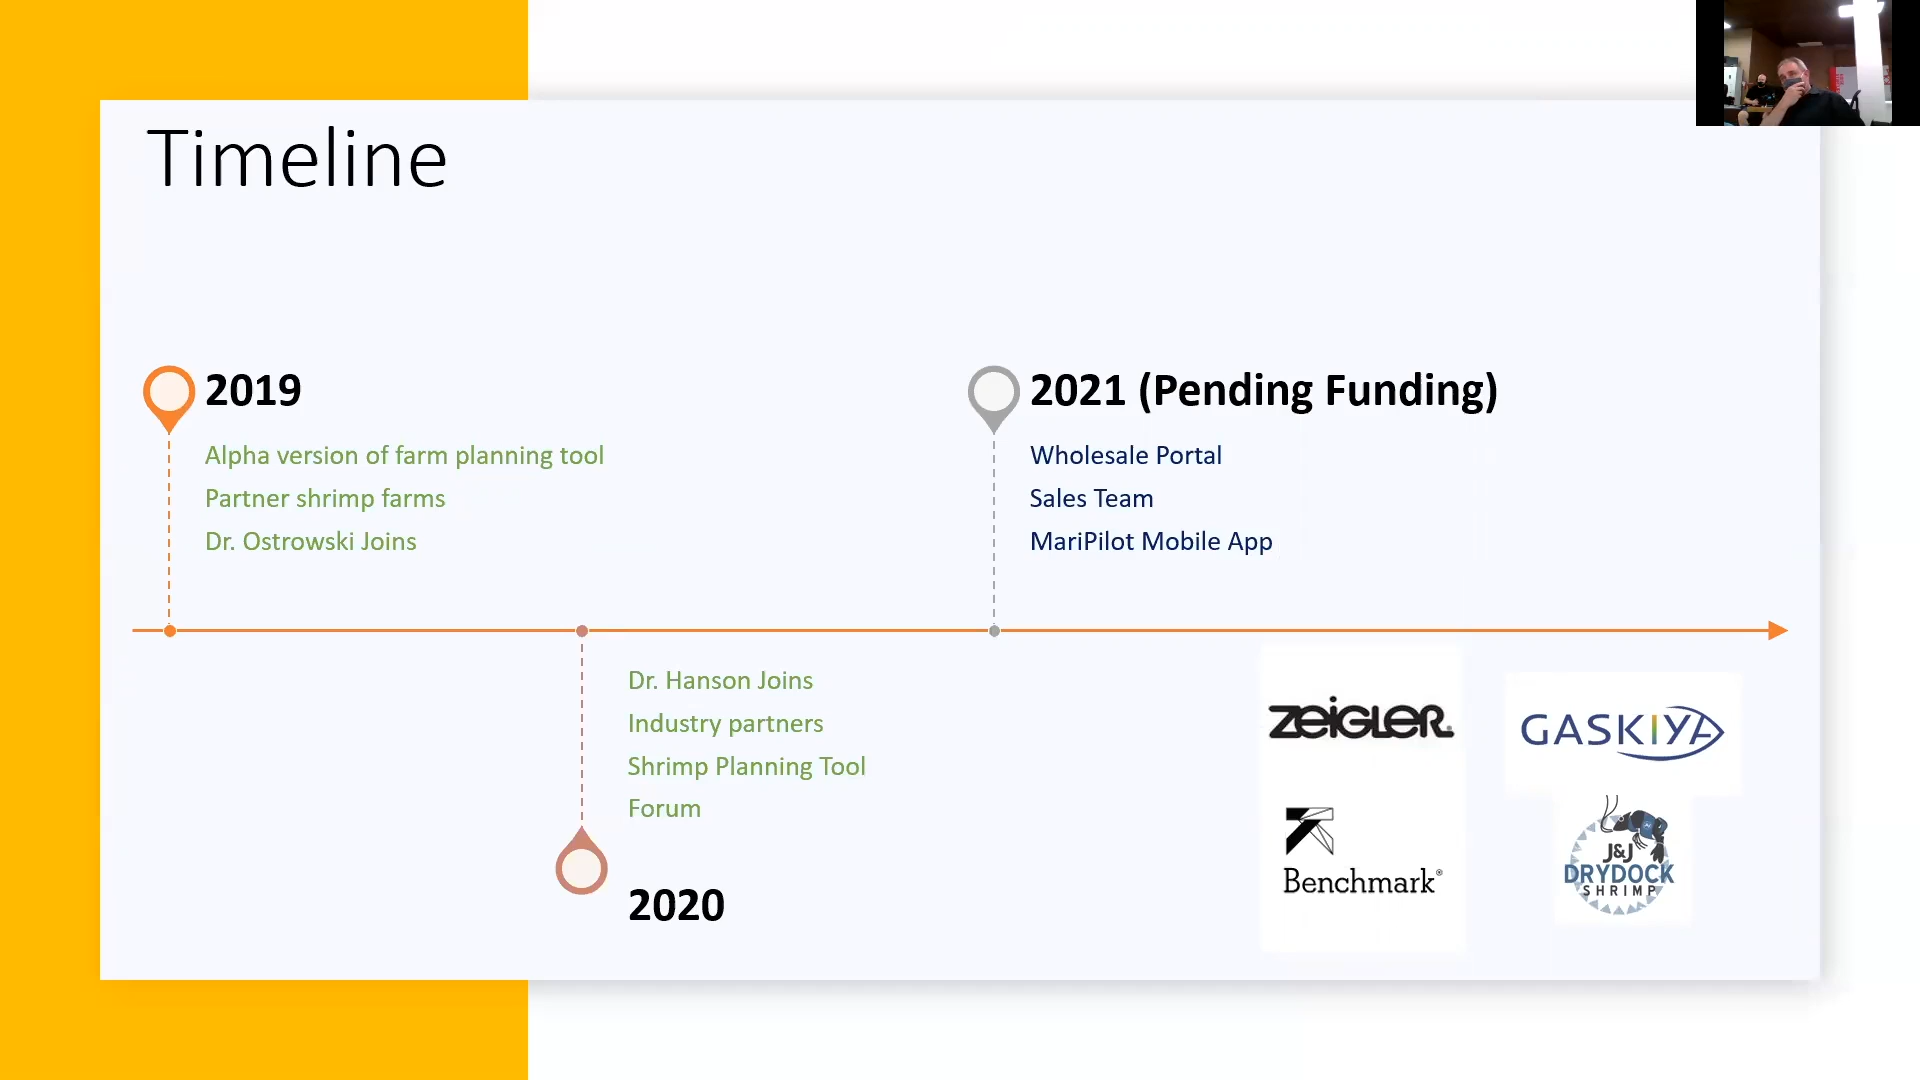 Timeline
2019
Alpha version of farm planning tool
Partner shrimp farms
Dr. Ostrowski Joins
2021 (Pending Funding)
Wholesale Portal
Sales Team
MariPilot Mobile App
Dr. Hanson Joins
Industry partners
Shrimp Planning Tool
Forum
2020
ZEIGLER®
GASKIYA
Benchmark®
J&J
DRYDOCK
SHRIMP